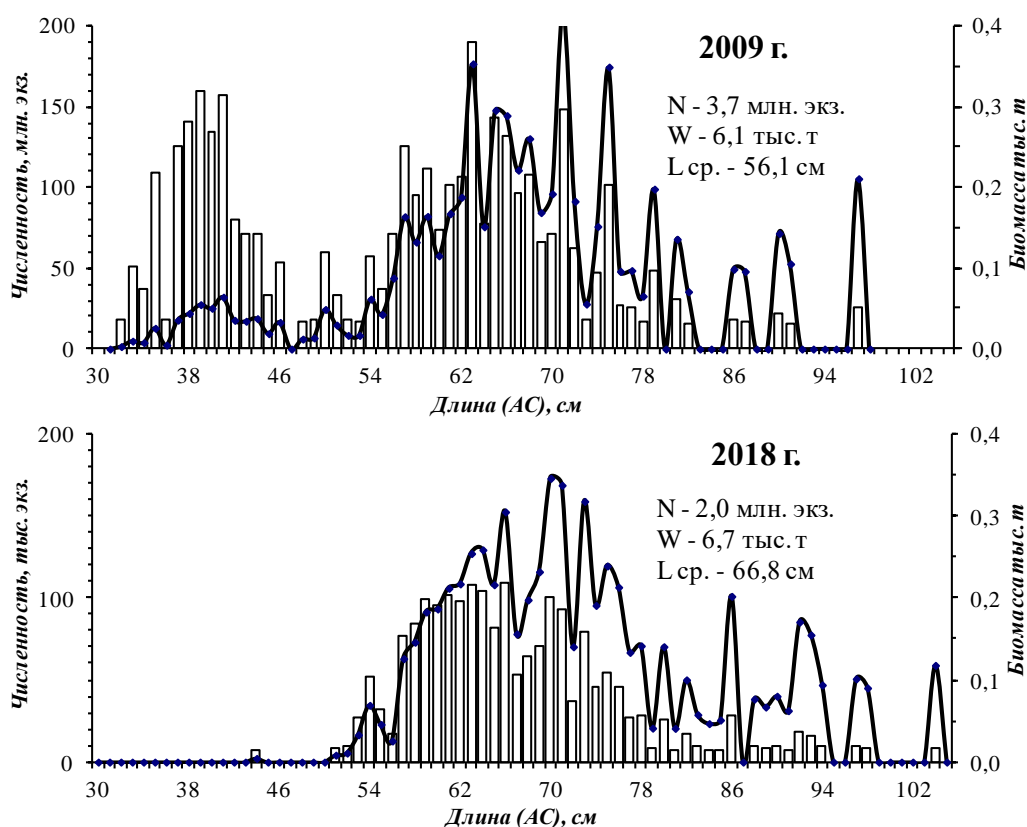 2009 г.
N - 3,7 млн. экз.
W - 6,1 тыс. т
L ср. - 56,1 см
Численность, млн. экз.
200
150
100
50
0
0,4
0,3
0,2
0,1
0,0
Биомасса тыс. т
30 38 46 54 62 70 78 86 94 102
Длина (АС), см
2018 г.
N - 2,0 млн. экз.
W - 6,7 тыс. т
L ср. - 66,8 см
Численность, тыс. экз.
200
100
0
0,4
0,3
0,2
0,1
0,0
Биомасса тыс. т
30 38 46 54 62 70 78 86 94 102
Длина (АС), см